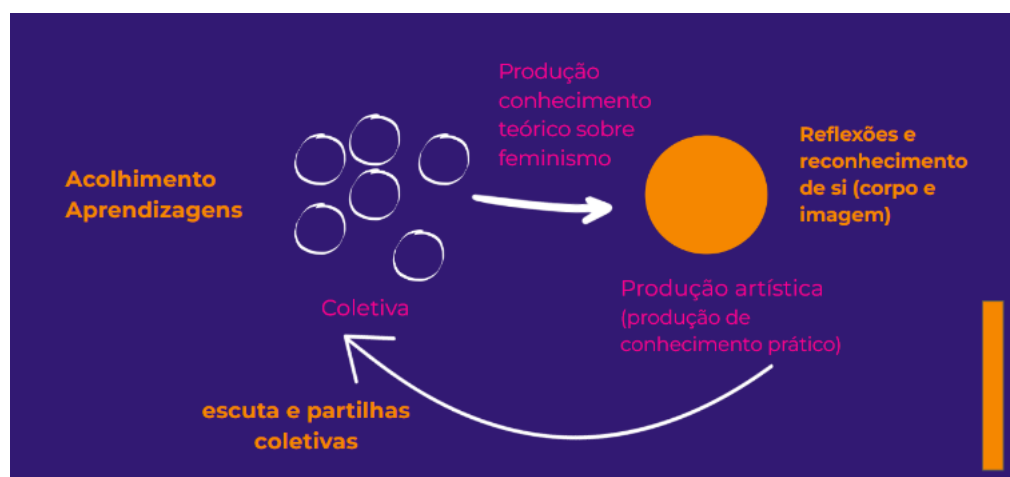 Acolhimento
Aprendizagens
Coletiva
Produção
conhecimento
teórico sobre
feminismo
Reflexões e
reconhecimento
de si (corpo e
imagem)
Produção artística
(produção de
conhecimento prático)
escuta e partilhas
coletivas